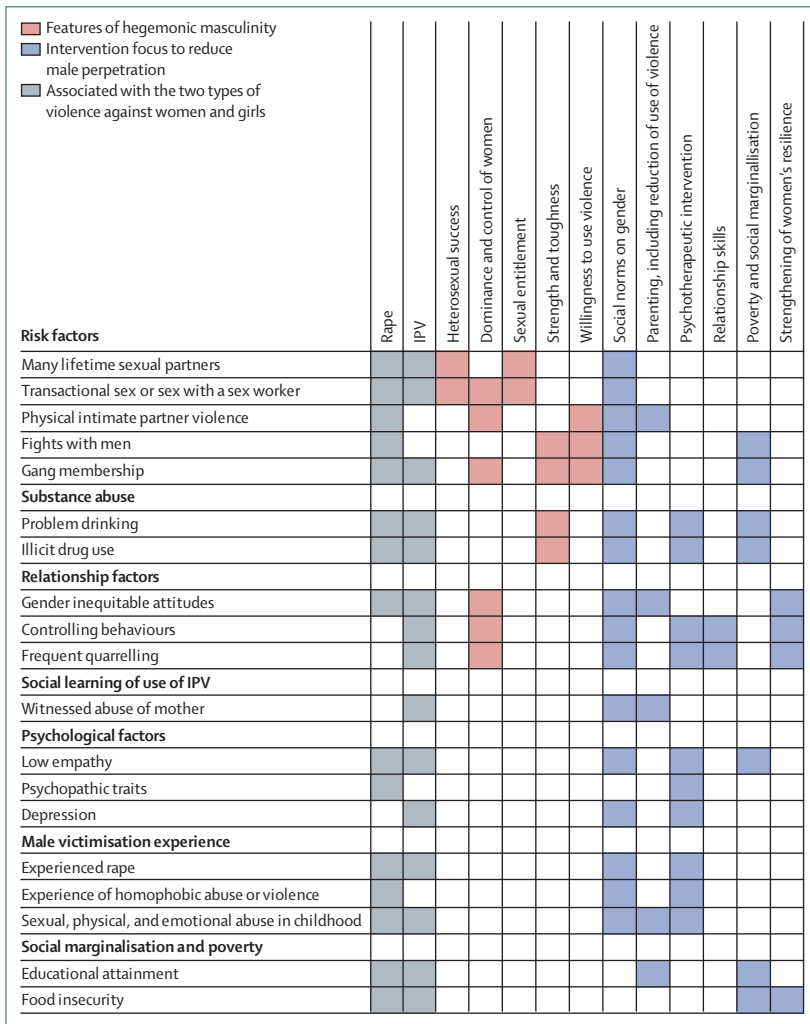 Features of hegemonic masculinity
Intervention focus to reduce
male perpetration
Associated with the two types of
violence against women and girls
Risk factors
Rape
IPV
Heterosexual success
Dominance and control of women
Sexual entitlement
Strength and toughness
Willingness to use violence
Social norms on gender
Parenting, including reduction of use of violence
Psychotherapeutic intervention
Relationship skills
Poverty and social marginalisation
Strengthening of women's resilience
Many lifetime sexual partners
Transactional sex or sex with a sex worker
Physical intimate partner violence
Fights with men
Gang membership
Substance abuse
Problem drinking
Illicit drug use
Relationship factors
Gender inequitable attitudes
Controlling behaviours
Frequent quarrelling
Social learning of use of IPV
Witnessed abuse of mother
Psychological factors
Low empathy
Psychopathic traits
Depression
Male victimisation experience
Experienced rape
Experience of homophobic abuse or violence
Sexual, physical, and emotional abuse in childhood
Social marginalisation and poverty
Educational attainment
Food insecurity